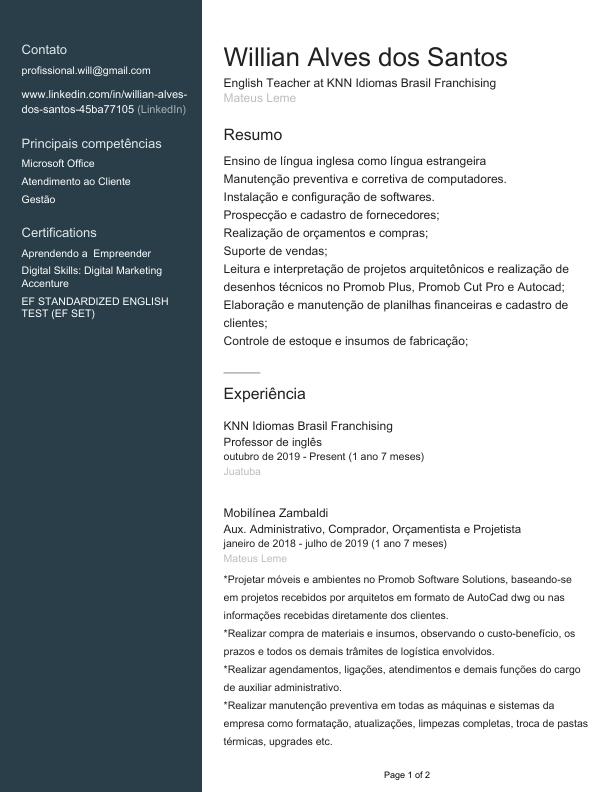 Contato
profissional.will@gmail.com
www.linkedin.com/in/willian-alves-
dos-santos-45ba77105 (LinkedIn)
Principais competências
Microsoft Office
Atendimento ao Cliente
Gestão
Certifications
Aprendendo a Empreender
Digital Skills: Digital Marketing
Accenture
EF STANDARDIZED ENGLISH
TEST (EF SET)
Willian Alves dos Santos
English Teacher at KNN Idiomas Brasil Franchising
Mateus Leme
Resumo
Ensino de língua inglesa como língua estrangeira
Manutenção preventiva e corretiva de computadores.
Instalação e configuração de softwares.
Prospecção e cadastro de fornecedores;
Realização de orçamentos e compras;
Suporte de vendas;
Leitura e interpretação de projetos arquitetônicos e realização de
desenhos técnicos no Promob Plus, Promob Cut Pro e Autocad;
Elaboração e manutenção de planilhas financeiras e cadastro de
clientes;
Controle de estoque e insumos de fabricação;
Experiência
KNN Idiomas Brasil Franchising
Professor de inglês
outubro de 2019 - Present (1 ano 7 meses)
Juatuba
Mobilínea Zambaldi
Aux. Administrativo, Comprador, Orçamentista e Projetista
janeiro de 2018 - julho de 2019 (1 ano 7 meses)
Mateus Leme
*Projetar móveis e ambientes no Promob Software Solutions, baseando-se
em projetos recebidos por arquitetos em formato de AutoCad dwg ou nas
informações recebidas diretamente dos clientes.
*Realizar compra de materiais e insumos, observando o custo-benefício, os
prazos e todos os demais trâmites de logística envolvidos.
*Realizar agendamentos, ligações, atendimentos e demais funções do cargo
de auxiliar administrativo.
*Realizar manutenção preventiva em todas as máquinas e sistemas da
empresa como formatação, atualizações, limpezas completas, troca de pastas
térmicas, upgrades etc.
Page 1 of 2